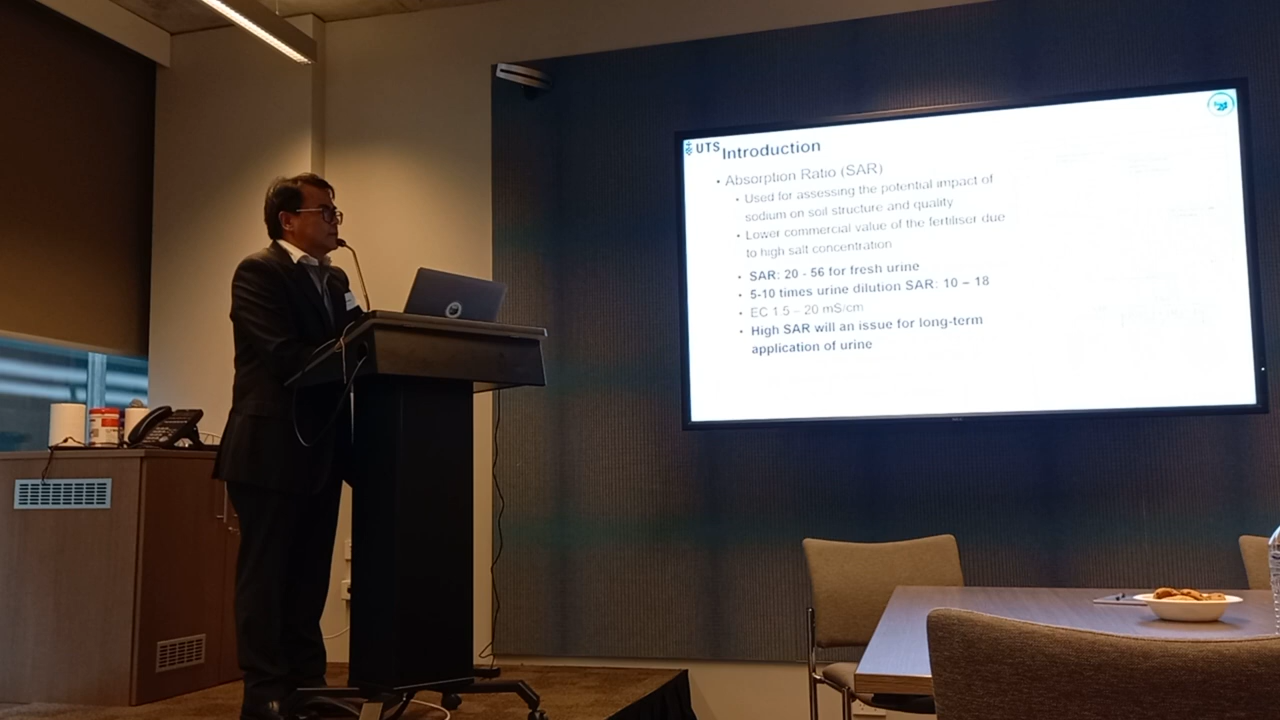 UTS
Introduction
• Absorption Ratio (SAR)
• Used for assessing the potential impact of
sodium on soil structure and quality
• Lower commercial value of the fertiliser due
to high salt concentration
• SAR: 20 - 56 for fresh urine
• 5-10 times urine dilution SAR: 10 – 18
• EC 1.5 – 20 mS/cm
• High SAR will an issue for long-term
application of urine